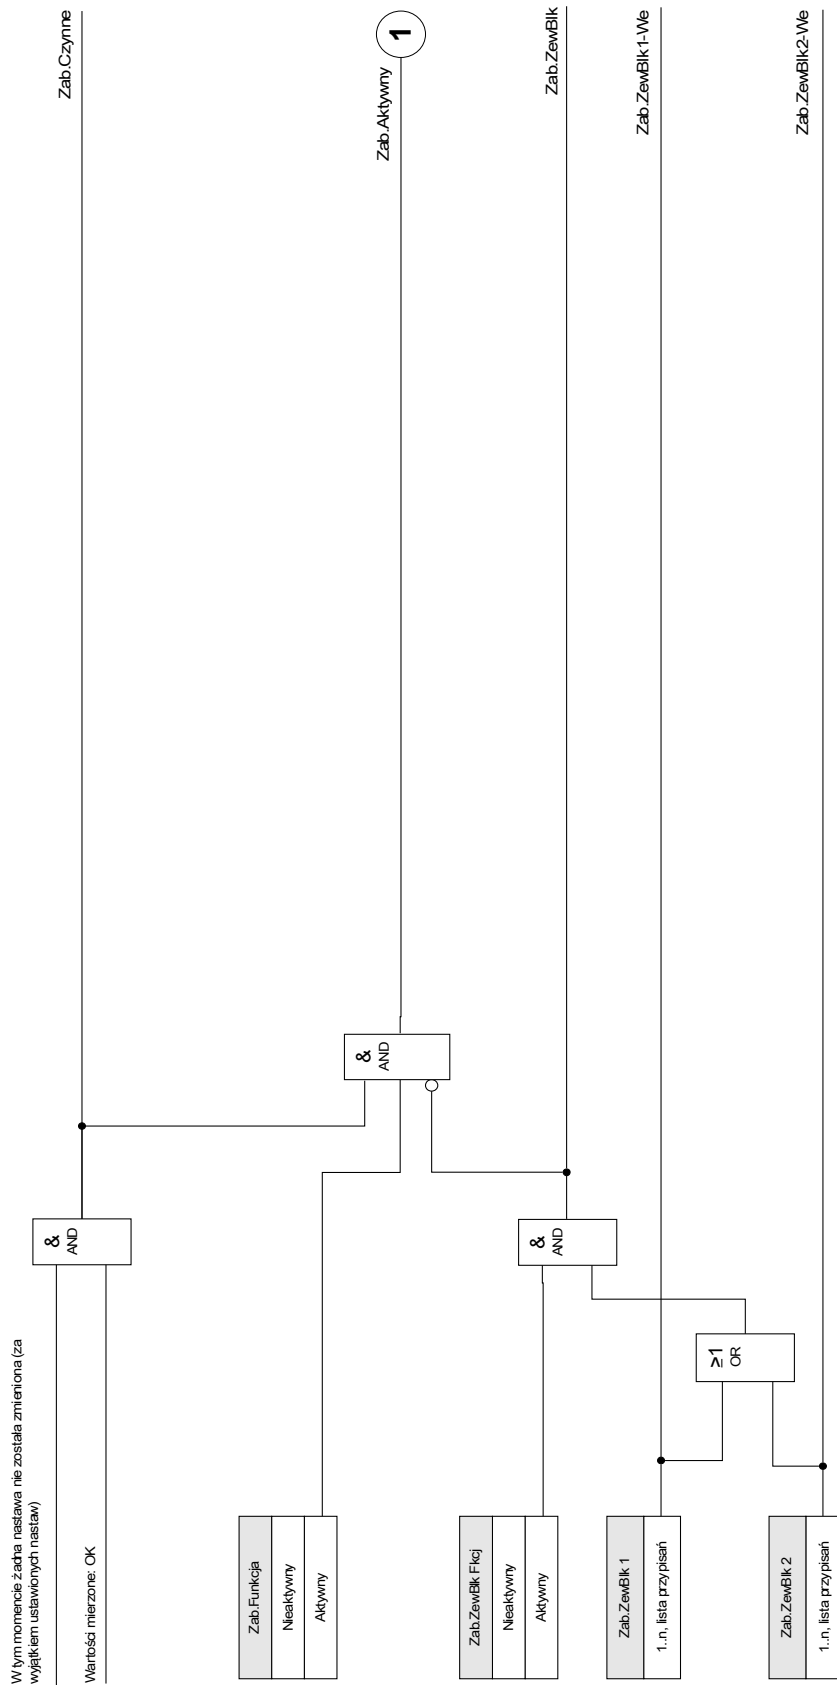 W tym momencie żadna nastawa nie została zmieniona (za
wyjątkiem ustawionych nastaw)
Wartości mierzone: OK
&
AND
Zab.Czynne
Zab.Funkcja
Nieaktywny
Aktywny
&
AND
Zab.Aktywny
1
Zab.ZewBlk Fkcj
Nieaktywny
Aktywny
&
AND
Zab.ZewBlk
Zab.ZewBlk 1
1..n, lista przypisań
Zab.ZewBlk1-We
≥1
OR
Zab.ZewBlk 2
1..n, lista przypisań
Zab.ZewBlk2-We